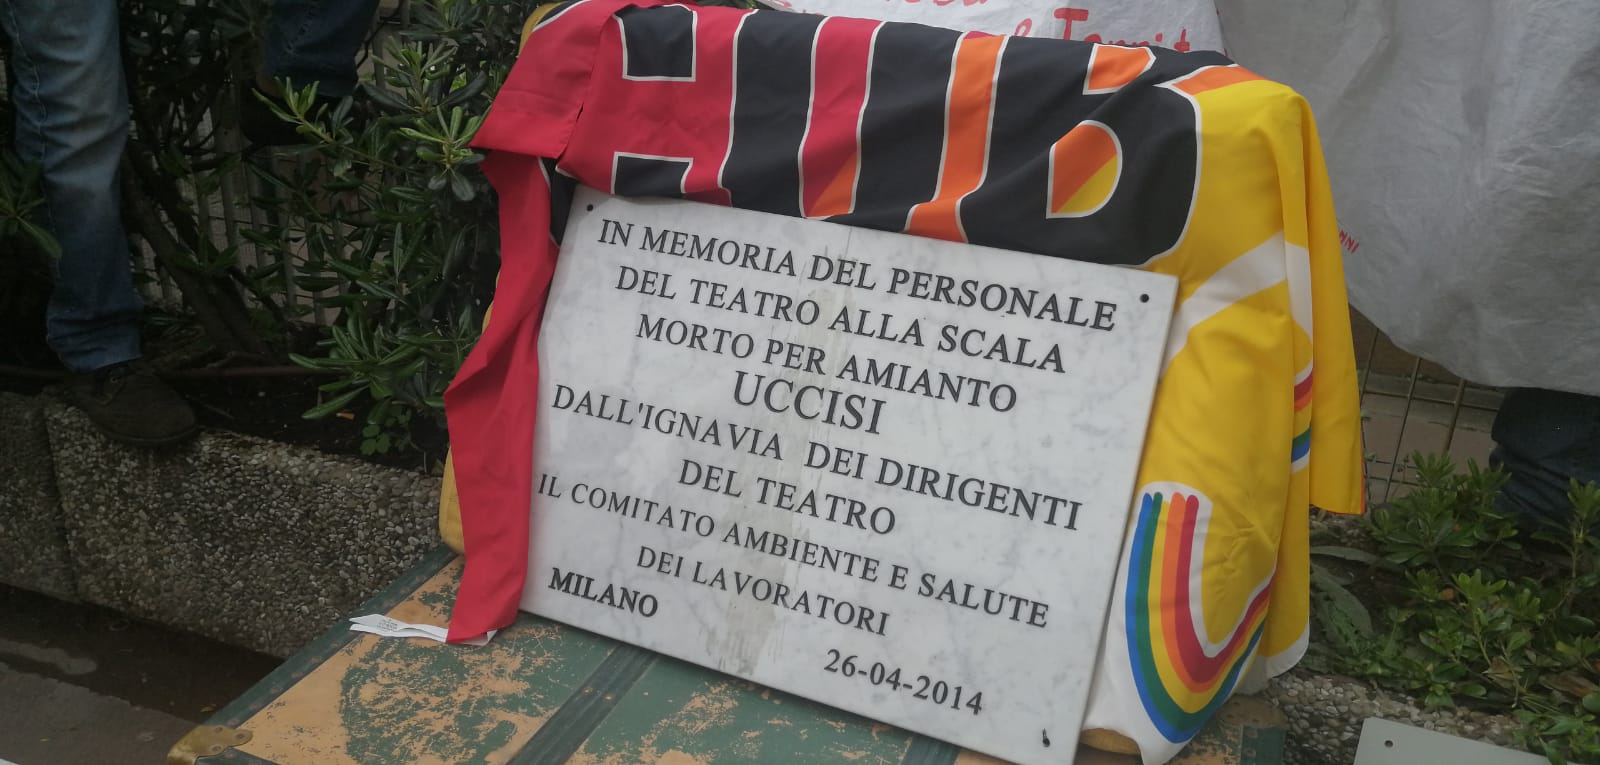 CUB
IN MEMORIA DEL PERSONALE
DEL TEATRO ALLA SCALA
MORTO PER AMIANTO
UCCISI
DALL'IGNAVIA DEI DIRIGENTI
DEL TEATRO
IL COMITATO AMBIENTE E SALUTE
DEI LAVORATORI
MILANO
26-04-2014